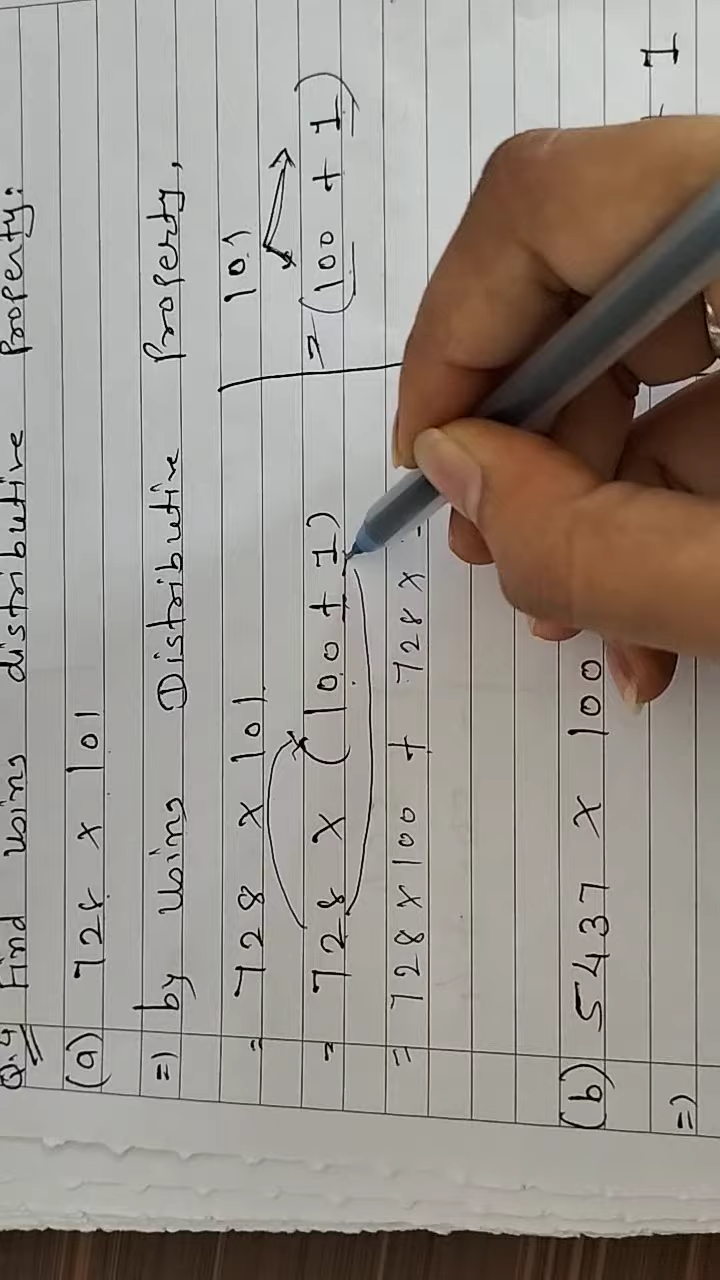 Q.4 Find using distributive property:
(a) 728 × 101
=) by using Distributive Property,
= 728 × 101 101
= 728 × (100 + 1) = (100 + 1)
= 728 × 100 + 728 ×
(b) 5437 × 100
=) 1